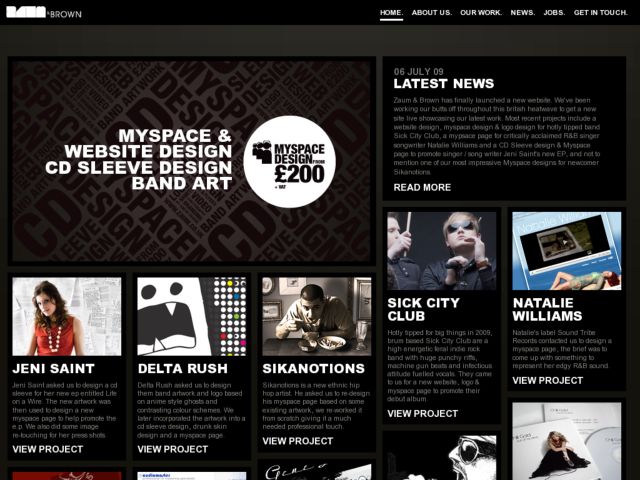 & BROWN
HOME. ABOUT US. OUR WORK. NEWS. JOBS. GET IN TOUCH.
MYSPACE &
WEBSITE DESIGN
CD SLEEVE DESIGN
BAND ART
MYSPACE
DESIGN FROM
£200
+ VAT
06 JULY 09
LATEST NEWS
Zaum & Brown has finally launched a new website. We've been
working our butts off throughout this british heatwave to get a new
site live showcasing our latest work. Most recent projects include a
website design, myspace design & logo design for hotly tipped band
Sick City Club, a myspace page for critically acclaimed R&B singer
songwriter Natalie Williams and a CD Sleeve design & Myspace
page to promote singer / song writer Jeni Saint's new EP, and not to
mention one of our most impressive Myspace designs for newcomer
Sikanotions.
READ MORE
JENI SAINT
Jeni Saint asked us to design a cd
sleeve for her new ep entitled Life
on a Wire. The new artwork was
then used to design a new
myspace page to help promote the
e.p. We also did some image
re-touching for her press shots.
VIEW PROJECT
DELTA RUSH
Delta Rush asked us to design
them band artwork and logo based
on anime style ghosts and
contrasting colour schemes. We
later incorporated the artwork into a
cd sleeve design, drunk skin
design and a myspace page.
VIEW PROJECT
SIKANOTIONS
Sikanotions is a new ethnic hip
hop artist. He asked us to re-design
his myspace page based on some
existing artwork, we re-worked it
from scratch giving it a much
needed professional touch.
VIEW PROJECT
SICK CITY
CLUB
Hotly tipped for big things in 2009,
brum based Sick City Club are a
high energetic feral indie rock
band with huge punchy riffs,
machine gun beats and infectious
attitude fuelled vocals. They came
to us for a new website, logo &
myspace page to promote their
debut album.
VIEW PROJECT
NATALIE
WILLIAMS
Natalie's label Sound Tribe
Records contacted us to design a
myspace page, the brief was to
come up with something to
represent her edgy R&B sound.
VIEW PROJECT